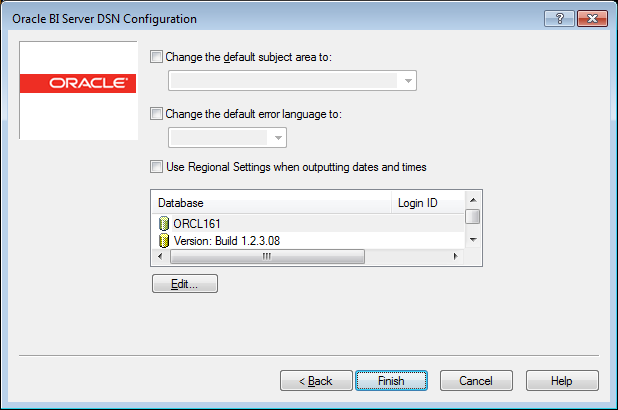 Oracle BI Server DSN Configuration
ORACLE®
Change the default subject area to:
Change the default error language to:
Use Regional Settings when outputting dates and times
Database Login ID
ORCL161
Version: Build 1.2.3.08
Edit...
< Back Finish Cancel Help